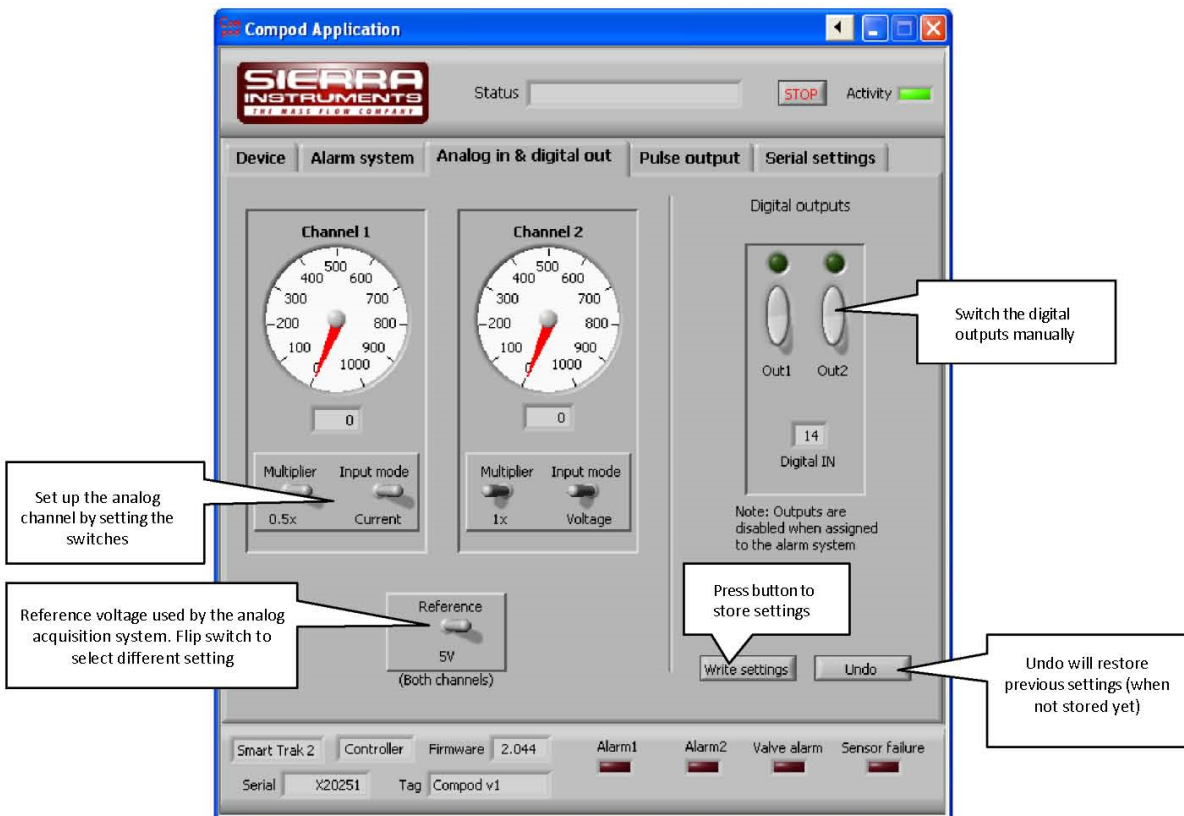 Compod Application
SIERRA
INSTRUMENTS
THE MASS FLOW COMPANY
Status
STOP
Activity
Device
Alarm system
Analog in & digital out
Pulse output
Serial settings
Channel 1
0
100
200
300
400
500
600
700
800
900
1000
0
Multiplier
Input mode
0.5x
Current
Channel 2
0
100
200
300
400
500
600
700
800
900
1000
0
Multiplier
Input mode
1x
Voltage
Digital outputs
Out1
Out2
14
Digital IN
Note: Outputs are
disabled when assigned
to the alarm system
Switch the digital
outputs manually
Set up the analog
channel by setting the
switches
Reference voltage used by the analog
acquisition system. Flip switch to
select different setting
Reference
5V
(Both channels)
Press button to
store settings
Write settings
Undo
Undo will restore
previous settings (when
not stored yet)
Smart Trak 2
Controller
Firmware
2.044
Alarm1
Alarm2
Valve alarm
Sensor failure
Serial
X20251
Tag
Compod v1